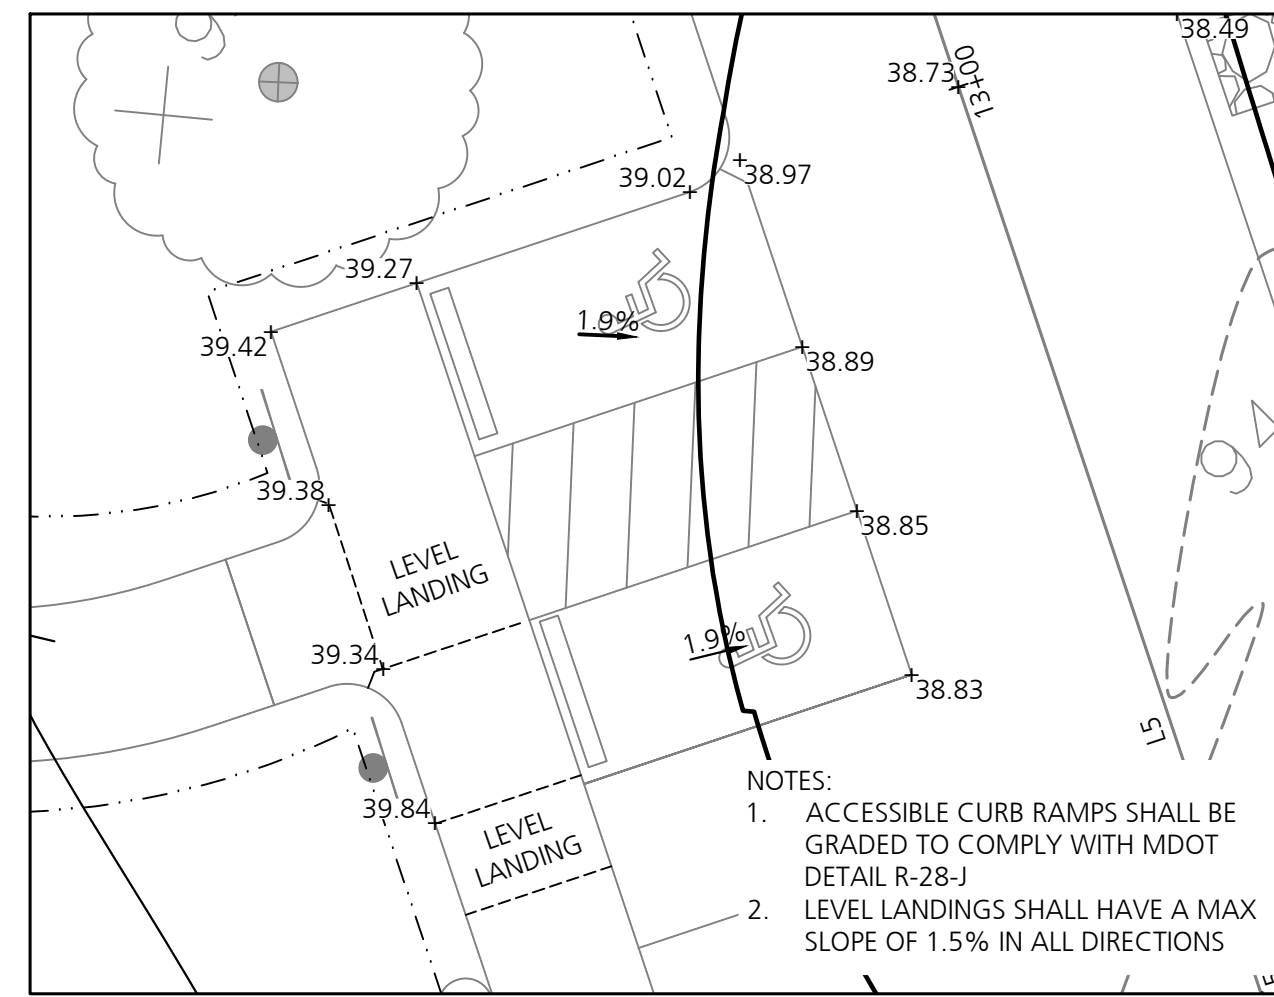 38.49
38.73
13+00
39.02
38.97
39.27
1.9%
39.42
38.89
39.38
38.85
LEVEL
LANDING
1.9%
39.34
38.83
L5
NOTES:
1. ACCESSIBLE CURB RAMPS SHALL BE
GRADED TO COMPLY WITH MDOT
DETAIL R-28-J
2. LEVEL LANDINGS SHALL HAVE A MAX
SLOPE OF 1.5% IN ALL DIRECTIONS
39.84
LEVEL
LANDING